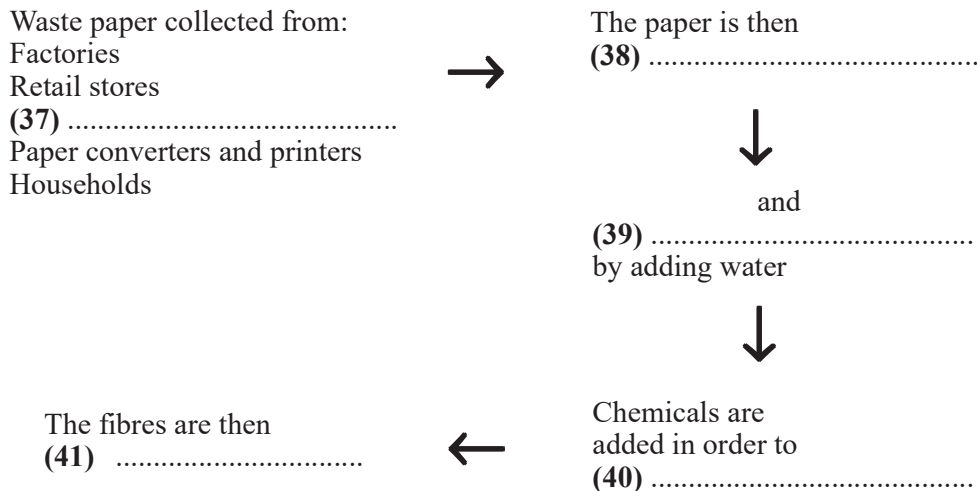 Waste paper collected from:
Factories
Retail stores
(37) ............................................
Paper converters and printers
Households
The paper is then
(38) ............................................
and
(39) ...........................................
by adding water
Chemicals are
added in order to
(40) ...........................................
The fibres are then
(41) .................................